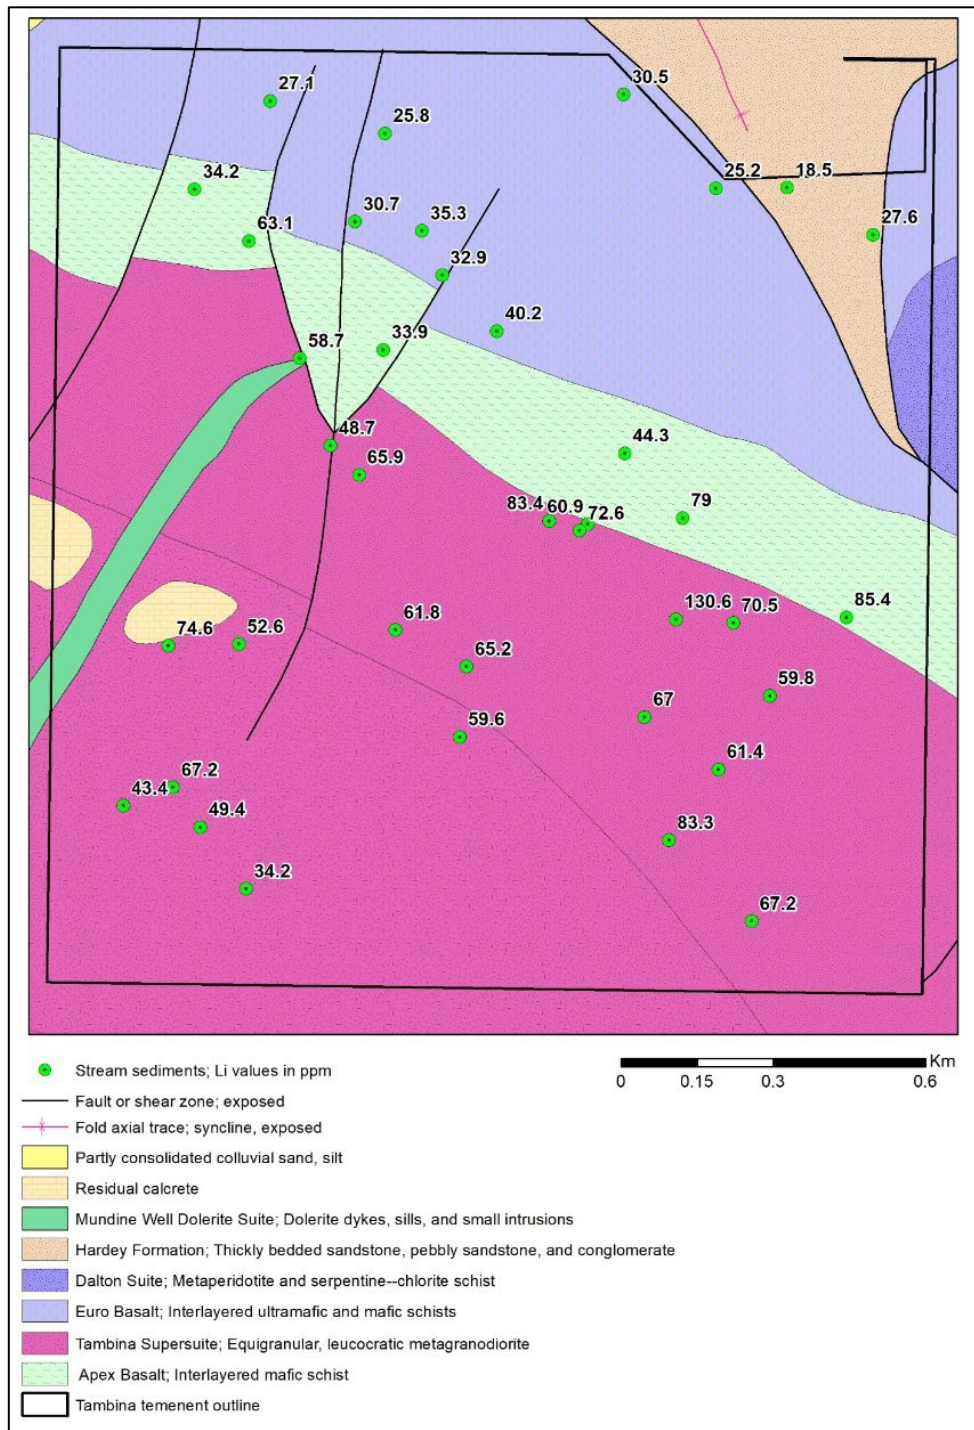 27.1
30.5
25.8
34.2
25.2
18.5
63.1
30.7
35.3
27.6
32.9
40.2
58.7
33.9
48.7
44.3
65.9
83.4
60.9
72.6
79
130.6
70.5
85.4
74.6
52.6
61.8
65.2
59.8
67
59.6
61.4
67.2
43.4
49.4
83.3
34.2
67.2
Stream sediments; Li values in ppm
Km
0 0.15 0.3 0.6
Fault or shear zone; exposed
Fold axial trace; syncline, exposed
Partly consolidated colluvial sand, silt
Residual calcrete
Mundine Well Dolerite Suite; Dolerite dykes, sills, and small intrusions
Hardey Formation; Thickly bedded sandstone, pebbly sandstone, and conglomerate
Dalton Suite; Metaperidotite and serpentine--chlorite schist
Euro Basalt; Interlayered ultramafic and mafic schists
Tambina Supersuite; Equigranular, leucocratic metagranodiorite
Apex Basalt; Interlayered mafic schist
Tambina temenent outline